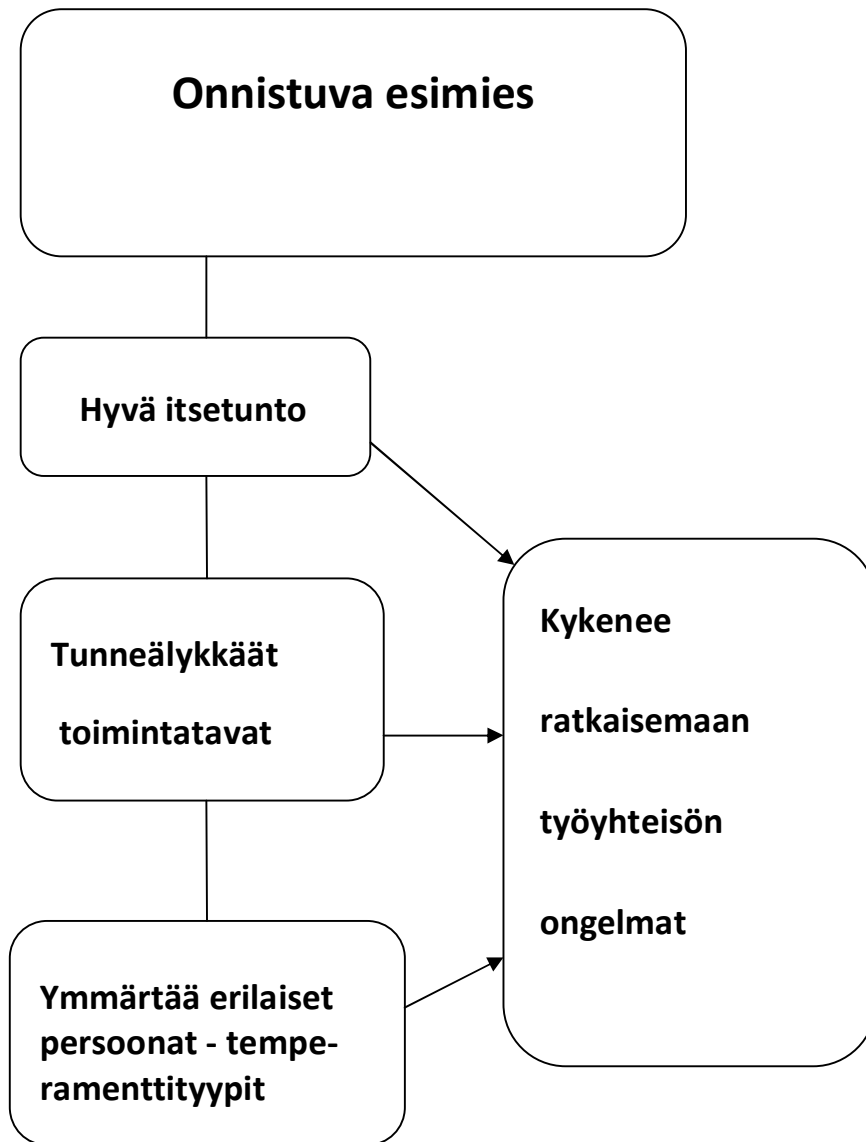 Onnistuva esimies
Hyvä itsetunto
Tunneälykkäät
toimintatavat
Kykenee
ratkaisemaan
työyhteisön
ongelmat
Ymmärtää erilaiset
persoonat - tempe-
ramenttityypit